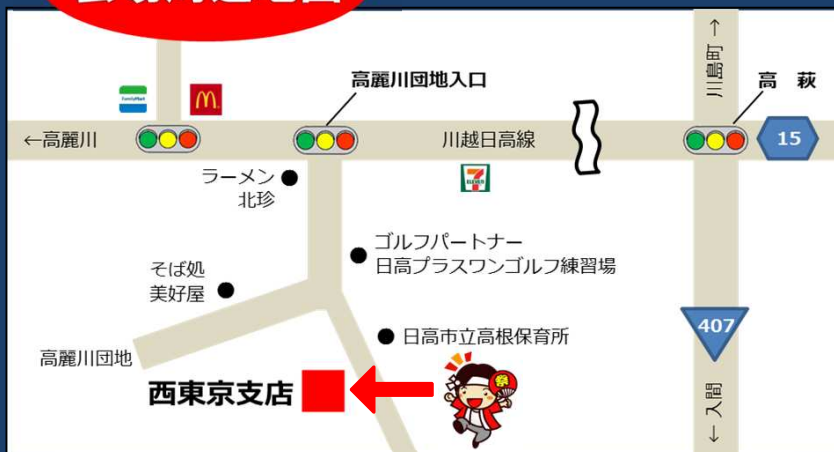 川島町→
高麗川団地入口
高 萩
FamilyMart
←高麗川
川越日高線
15
7
ELEVEN
ラーメン
北珍
ゴルフパートナー
日高プラスワンゴルフ練習場
そば処
美好屋
407
日高市立高根保育所
高麗川団地
西東京支店
祭
←入間